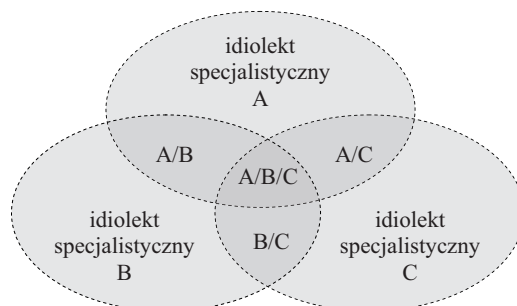 idiolekt
specjalistyczny
A
A/B
A/C
A/B/C
idiolekt
specjalistyczny
B
B/C
idiolekt
specjalistyczny
C